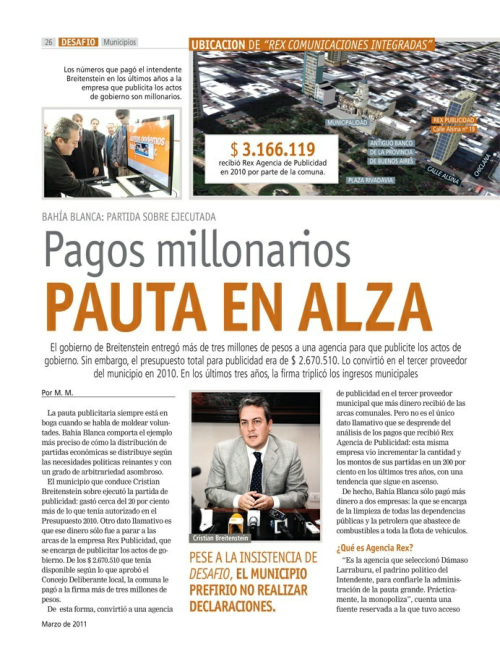 26 DESAFIO Municipios
Los números que pagó el intendente
Breitenstein en los últimos años a la
empresa que publicita los actos
de gobierno son millonarios.
UBICACION DE "REX COMUNICACIONES INTEGRADAS"
MUNICIPALIDAD
REX PUBLICIDAD
Calle Alsina nº 19
ANTIGUO BANCO
DE LA PROVINCIA
DE BUENOS AIRES
PLAZA RIVADAVIA
CALLE ALSINA
CHICLANA
$ 3.166.119
recibió Rex Agencia de Publicidad
en 2010 por parte de la comuna.
BAHÍA BLANCA: PARTIDA SOBRE EJECUTADA
Pagos millonarios
PAUTA EN ALZA
El gobierno de Breitenstein entregó más de tres millones de pesos a una agencia para que publicite los actos de
gobierno. Sin embargo, el presupuesto total para publicidad era de $ 2.670.510. Lo convirtió en el tercer proveedor
del municipio en 2010. En los últimos tres años, la firma triplicó los ingresos municipales
Por M. M.
La pauta publicitaria siempre está en
boga cuando se habla de moldear volun-
tades. Bahía Blanca comporta el ejemplo
más preciso de cómo la distribución de
partidas económicas se distribuye según
las necesidades políticas reinantes y con
un grado de arbitrariedad asombroso.
El municipio que conduce Cristian
Breitenstein sobre ejecutó la partida de
publicidad: gastó cerca del 20 por ciento
más de lo que tenía autorizado en el
Presupuesto 2010. Otro dato llamativo es
que ese dinero sólo fue a parar a las
arcas de la empresa Rex Publicidad, que
se encarga de publicitar los actos de go-
bierno. De los $ 2.670.510 que tenía
disponible según lo que aprobó el
Concejo Deliberante local, la comuna le
pagó a la firma más de tres millones de
pesos.
De esta forma, convirtió a una agencia
Cristian Breitenstein
PESE A LA INSISTENCIA DE
DESAFIO, EL MUNICIPIO
PREFIRIO NO REALIZAR
DECLARACIONES.
de publicidad en el tercer proveedor
municipal que más dinero recibió de las
arcas comunales. Pero no es el único
dato llamativo que se desprende del
análisis de los pagos que recibió Rex
Agencia de Publicidad: esta misma
empresa vio incrementar la cantidad y
los montos de sus partidas en un 200 por
ciento en los últimos tres años, con una
tendencia que sigue en ascenso.
De hecho, Bahía Blanca sólo pagó más
dinero a dos empresas: la que se encarga
de la limpieza de todas las dependencias
públicas y la petrolera que abastece de
combustibles a toda la flota de vehículos.
¿Qué es Agencia Rex?
"Es la agencia que seleccionó Dámaso
Larraburu, el padrino político del
Intendente, para confiarle la adminis-
tración de la pauta grande. Práctica-
mente, la monopoliza", cuenta una
fuente reservada a la que tuvo acceso
Marzo de 2011